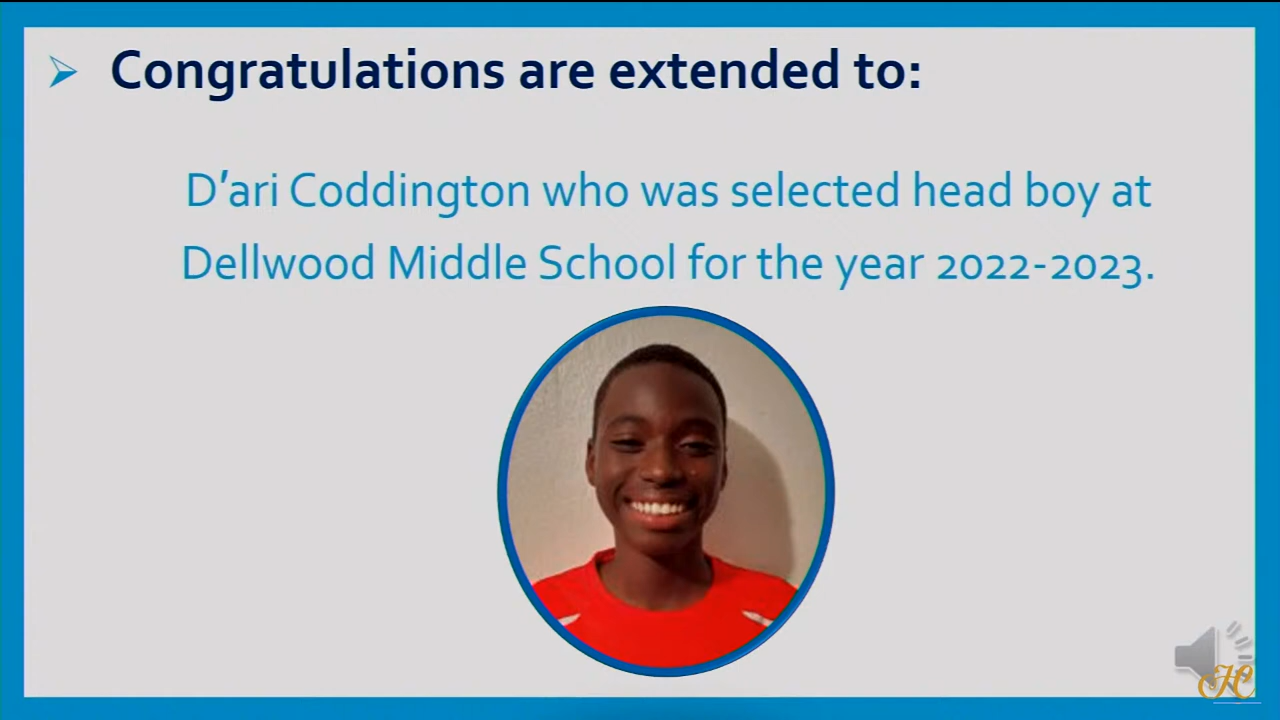 Congratulations are extended to:
D'ari Coddington who was selected head boy at
Dellwood Middle School for the year 2022-2023.